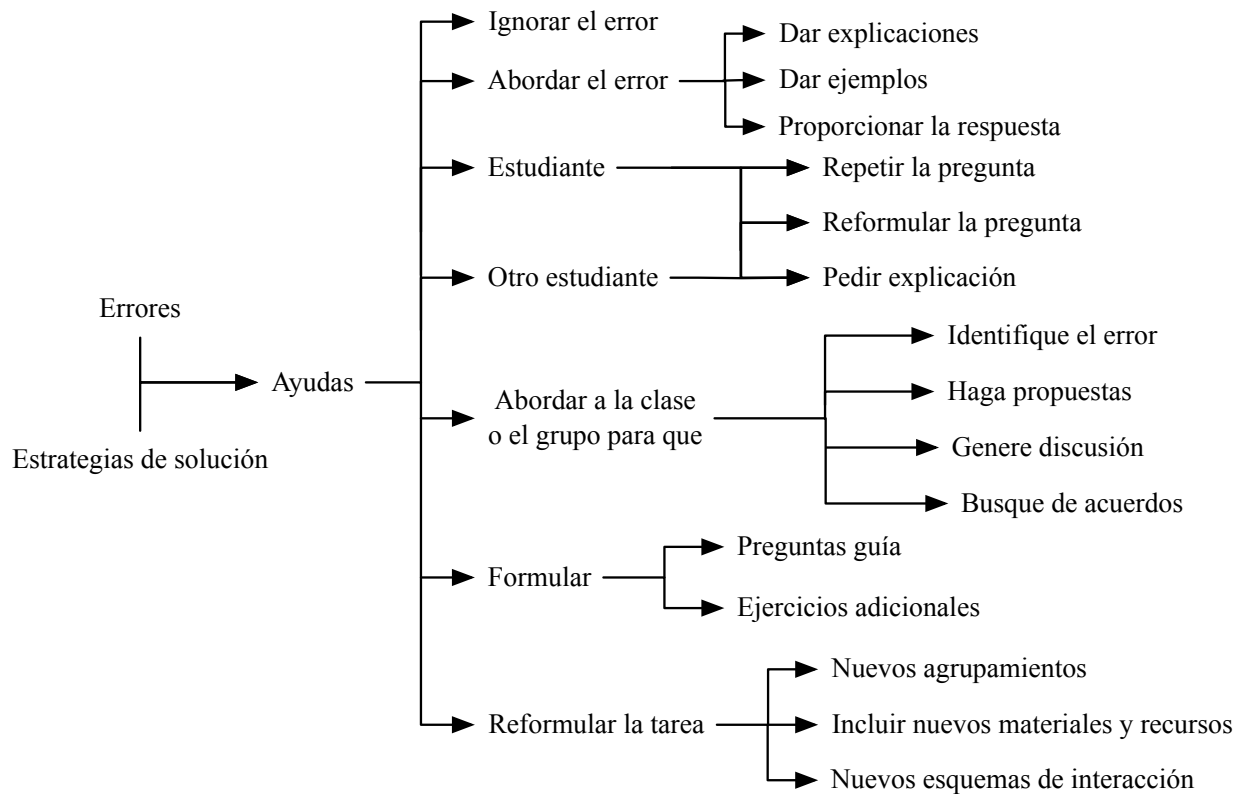 Ignorar el error
Dar explicaciones
Abordar el error
Dar ejemplos
Proporcionar la respuesta
Estudiante
Repetir la pregunta
Reformular la pregunta
Otro estudiante
Pedir explicación
Errores
Ayudas
Estrategias de solución
Identifique el error
Abordar a la clase
o el grupo para que
Haga propuestas
Genere discusión
Busque de acuerdos
Preguntas guía
Formular
Ejercicios adicionales
Nuevos agrupamientos
Reformular la tarea
Incluir nuevos materiales y recursos
Nuevos esquemas de interacción